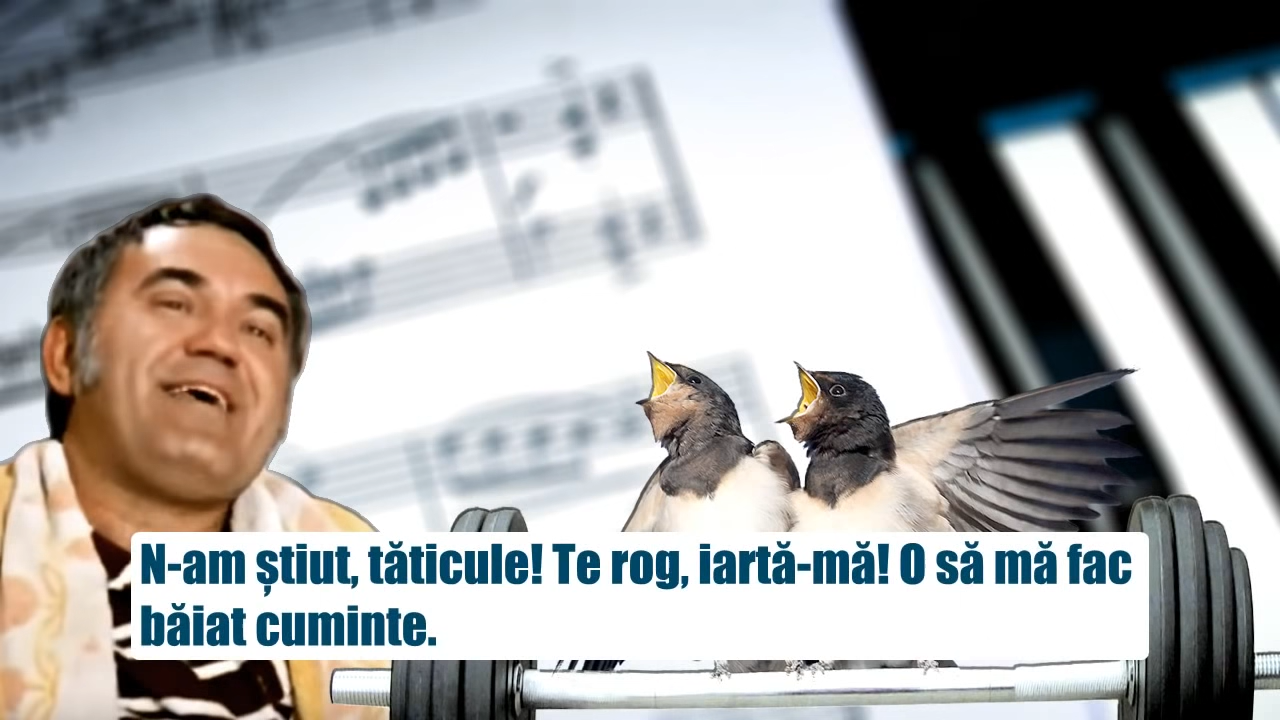 N-am știut, tăticule! Te rog, iartă-mă! O să mă fac
băiat cuminte.